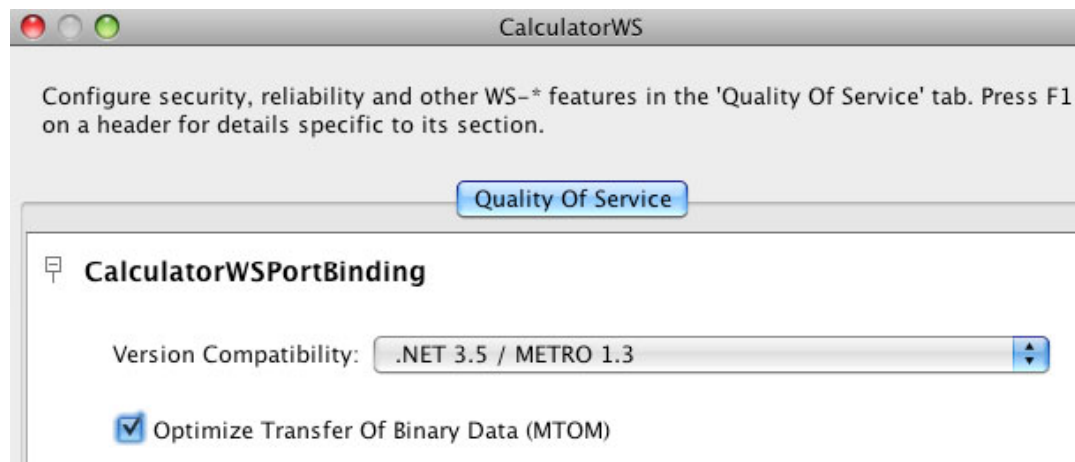 CalculatorWS
Configure security, reliability and other WS-* features in the 'Quality Of Service' tab. Press F1
on a header for details specific to its section.
Quality Of Service
CalculatorWSPortBinding
Version Compatibility: .NET 3.5 / METRO 1.3
Optimize Transfer Of Binary Data (MTOM)